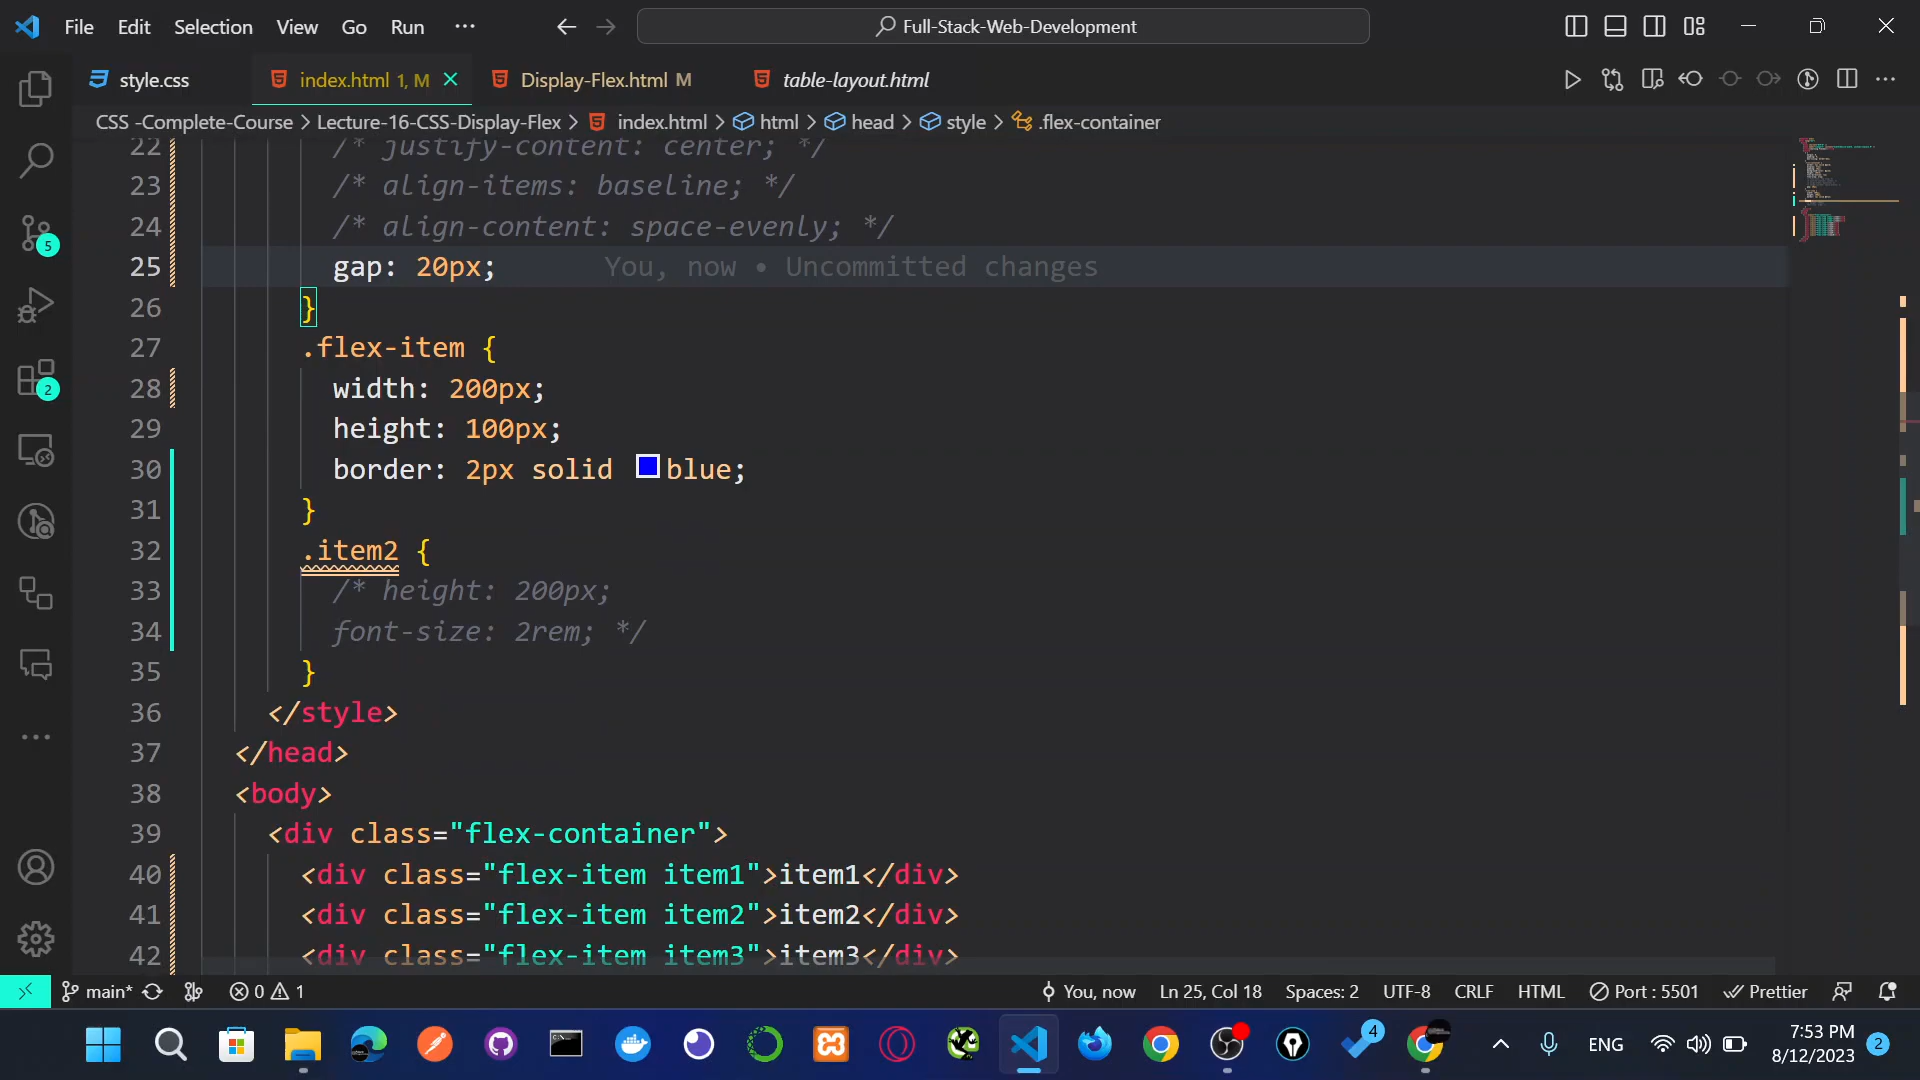 File Edit Selection View Go Run ··· Full-Stack-Web-Development
style.css index.html 1, M Display-Flex.html M table-layout.html
CSS -Complete-Course > Lecture-16-CSS-Display-Flex > index.html > html > head > style > .flex-container
22 /* justify-content: center; */
23 /* align-items: baseline; */
24 /* align-content: space-evenly; */
25 gap: 20px; You, now • Uncommitted changes
26 }
27 .flex-item {
28 width: 200px;
29 height: 100px;
30 border: 2px solid blue;
31 }
32 .item2 {
33 /* height: 200px;
34 font-size: 2rem; */
35 }
36 </style>
37 </head>
38 <body>
39 <div class="flex-container">
40 <div class="flex-item item1">item1</div>
41 <div class="flex-item item2">item2</div>
42 <div class="flex-item item3">item3</div>
5
2
main* 0 1 You, now Ln 25, Col 18 Spaces: 2 UTF-8 CRLF HTML Port : 5501 Prettier
4 ENG 7:53 PM
8/12/2023 2